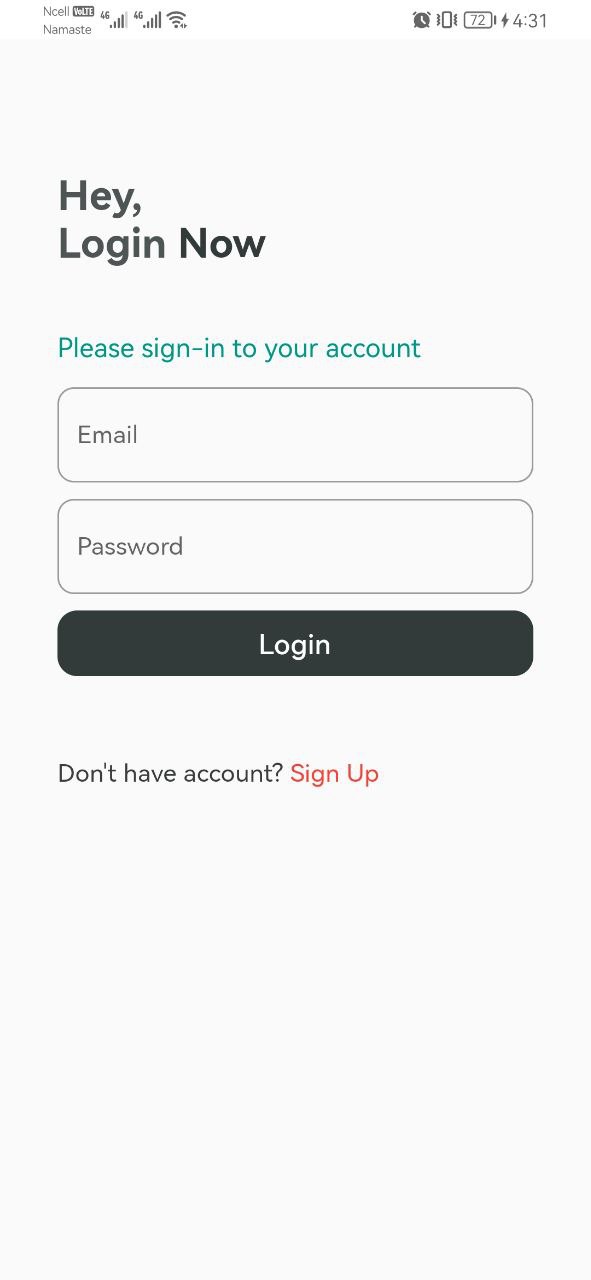 Ncell VoLTE 4G 4G 72 4:31
Namaste
Hey,
Login Now
Please sign-in to your account
Email
Password
Login
Don't have account? Sign Up